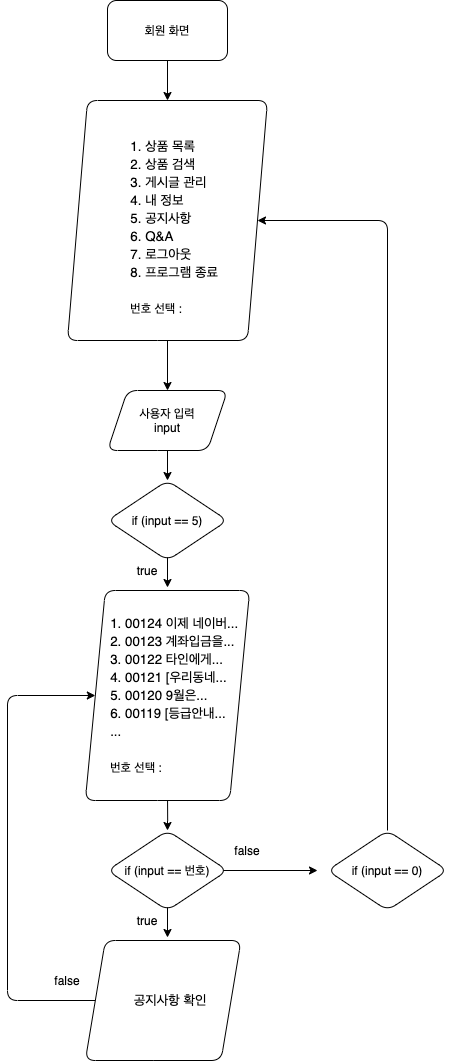 회원 화면
1. 상품 목록
2. 상품 검색
3. 게시글 관리
4. 내 정보
5. 공지사항
6. Q&A
7. 로그아웃
8. 프로그램 종료
번호 선택 :
사용자 입력
input
if (input == 5)
true
1. 00124 이제 네이버...
2. 00123 계좌입금을...
3. 00122 타인에게...
4. 00121 [우리동네...
5. 00120 9월은...
6. 00119 [등급안내...
...
번호 선택 :
if (input == 번호)
false
if (input == 0)
true
false
공지사항 확인